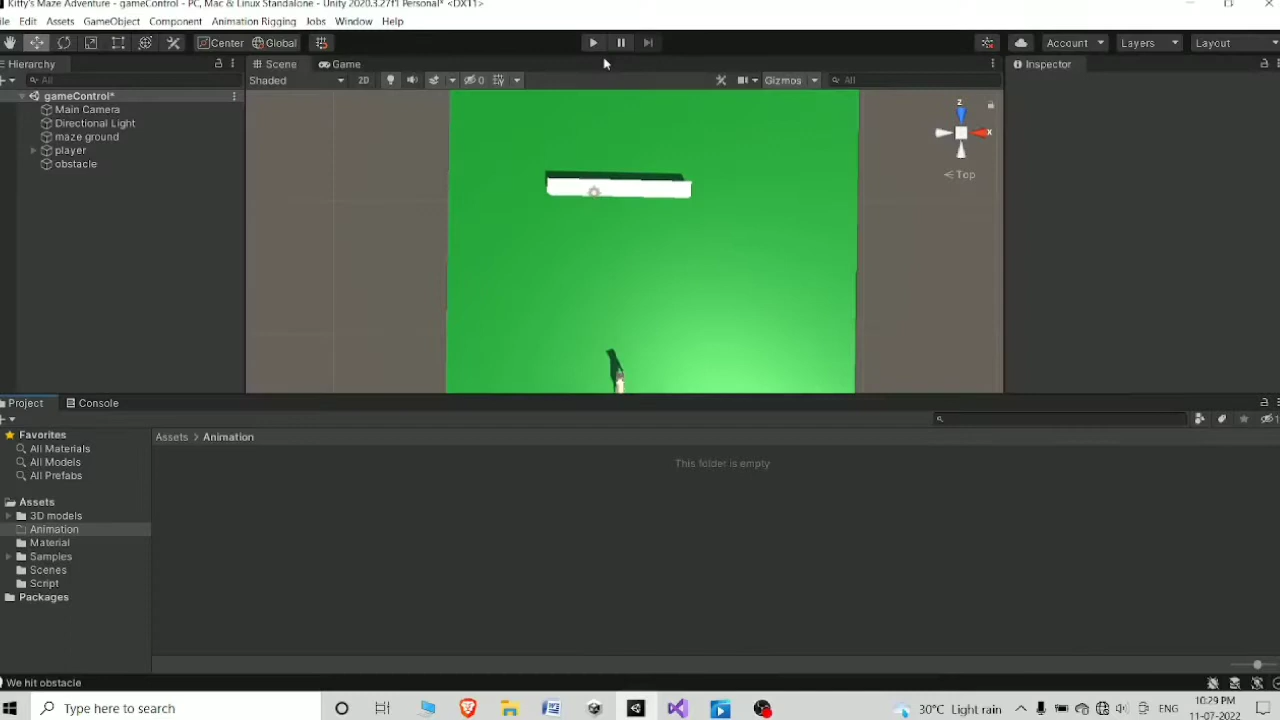 Kitty's Maze Adventure - gameControl - PC, Mac & Linux Standalone - Unity 2020.3.27f1 Personal* <DX11>
ile Edit Assets GameObject Component Animation Rigging Jobs Window Help
Center Global Account Layers Layout
Hierarchy Scene Game Inspector
All Shaded 2D 0 Gizmos All
gameControl*
Main Camera
Directional Light
maze ground
player
obstacle
z
x
Top
Project Console
1
Favorites Assets > Animation
All Materials
All Models This folder is empty
All Prefabs
Assets
3D models
Animation
Material
Samples
Scenes
Script
Packages
We hit obstacle
Type here to search 30°C Light rain 10:29 PM
11-07-2022